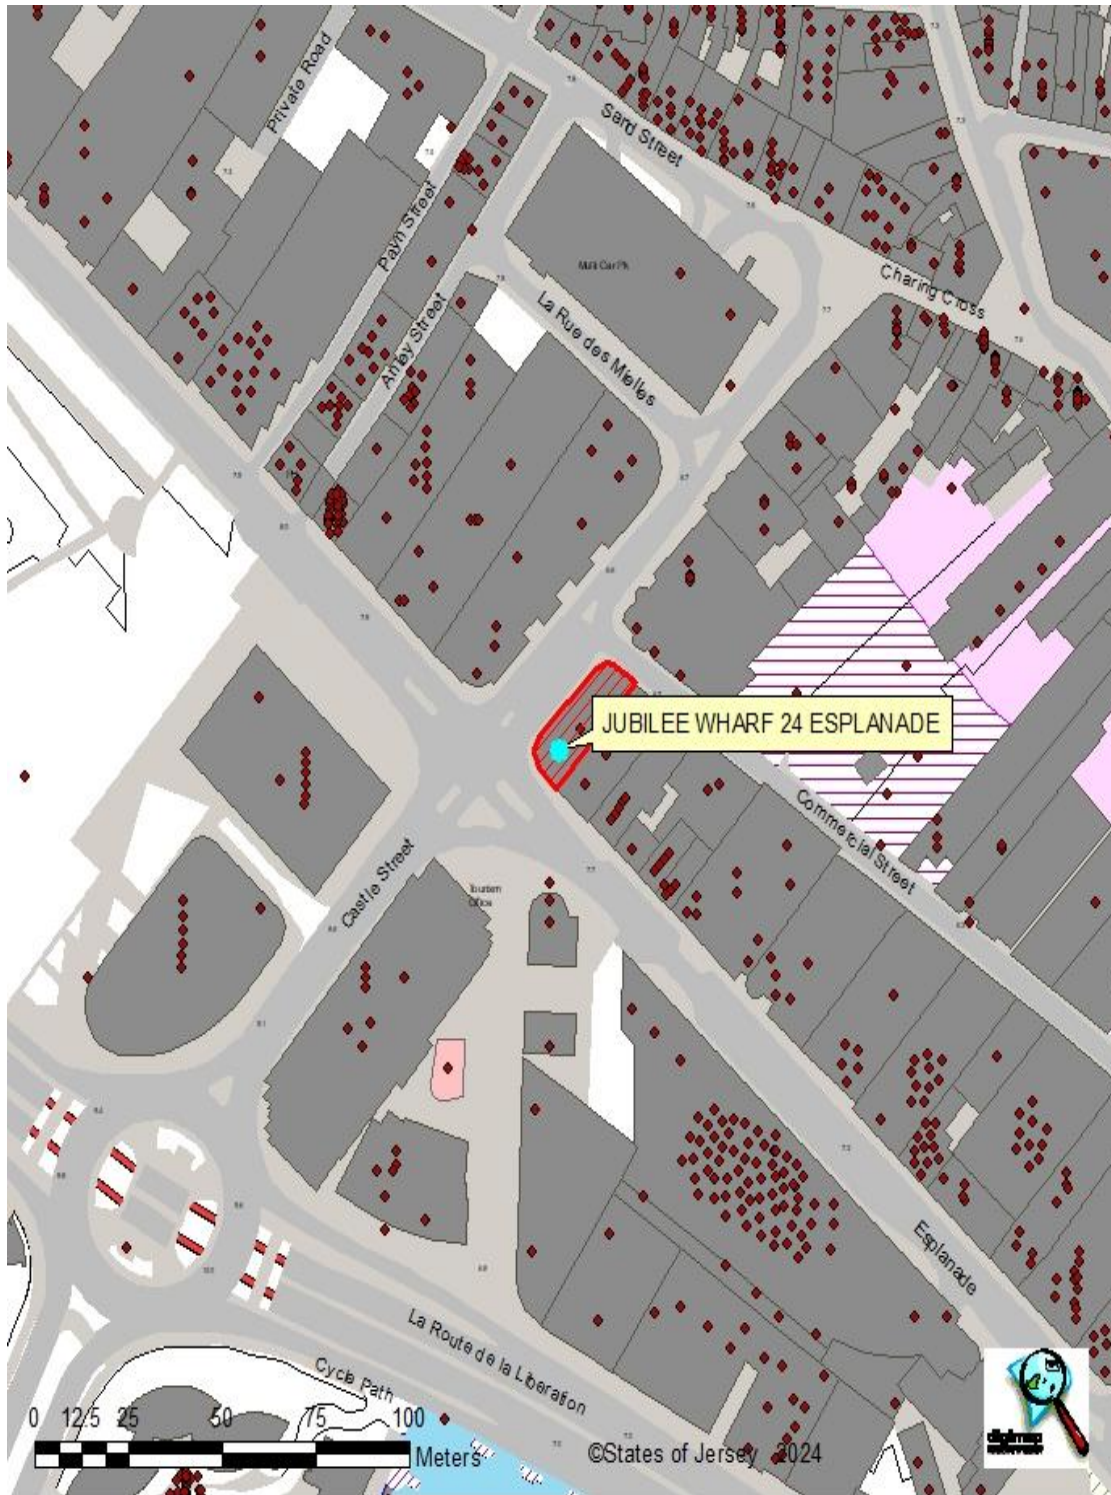 Private Road
Sand Street
Payn Street
Multi Car Pk
Charing Cross
Anley Street
La Rue des Mielles
JUBILEE WHARF 24 ESPLANADE
Commercial Street
Castle Street
Tourism
Office
Esplanade
La Route de la Liberation
Cycle Path
0 12.5 25 50 75 100
Meters
©States of Jersey 2024
digimap